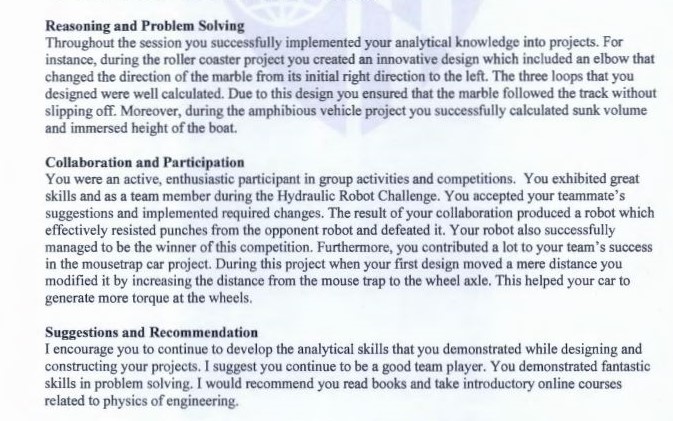 Reasoning and Problem Solving
Throughout the session you successfully implemented your analytical knowledge into projects. For
instance, during the roller coaster project you created an innovative design which included an elbow that
changed the direction of the marble from its initial right direction to the left. The three loops that you
designed were well calculated. Due to this design you ensured that the marble followed the track without
slipping off. Moreover, during the amphibious vehicle project you successfully calculated sunk volume
and immersed height of the boat.
Collaboration and Participation
You were an active, enthusiastic participant in group activities and competitions. You exhibited great
skills and as a team member during the Hydraulic Robot Challenge. You accepted your teammate's
suggestions and implemented required changes. The result of your collaboration produced a robot which
effectively resisted punches from the opponent robot and defeated it. Your robot also successfully
managed to be the winner of this competition. Furthermore, you contributed a lot to your team's success
in the mousetrap car project. During this project when your first design moved a mere distance you
modified it by increasing the distance from the mouse trap to the wheel axle. This helped your car to
generate more torque at the wheels.
Suggestions and Recommendation
I encourage you to continue to develop the analytical skills that you demonstrated while designing and
constructing your projects. I suggest you continue to be a good team player. You demonstrated fantastic
skills in problem solving. I would recommend you read books and take introductory online courses
related to physics of engineering.